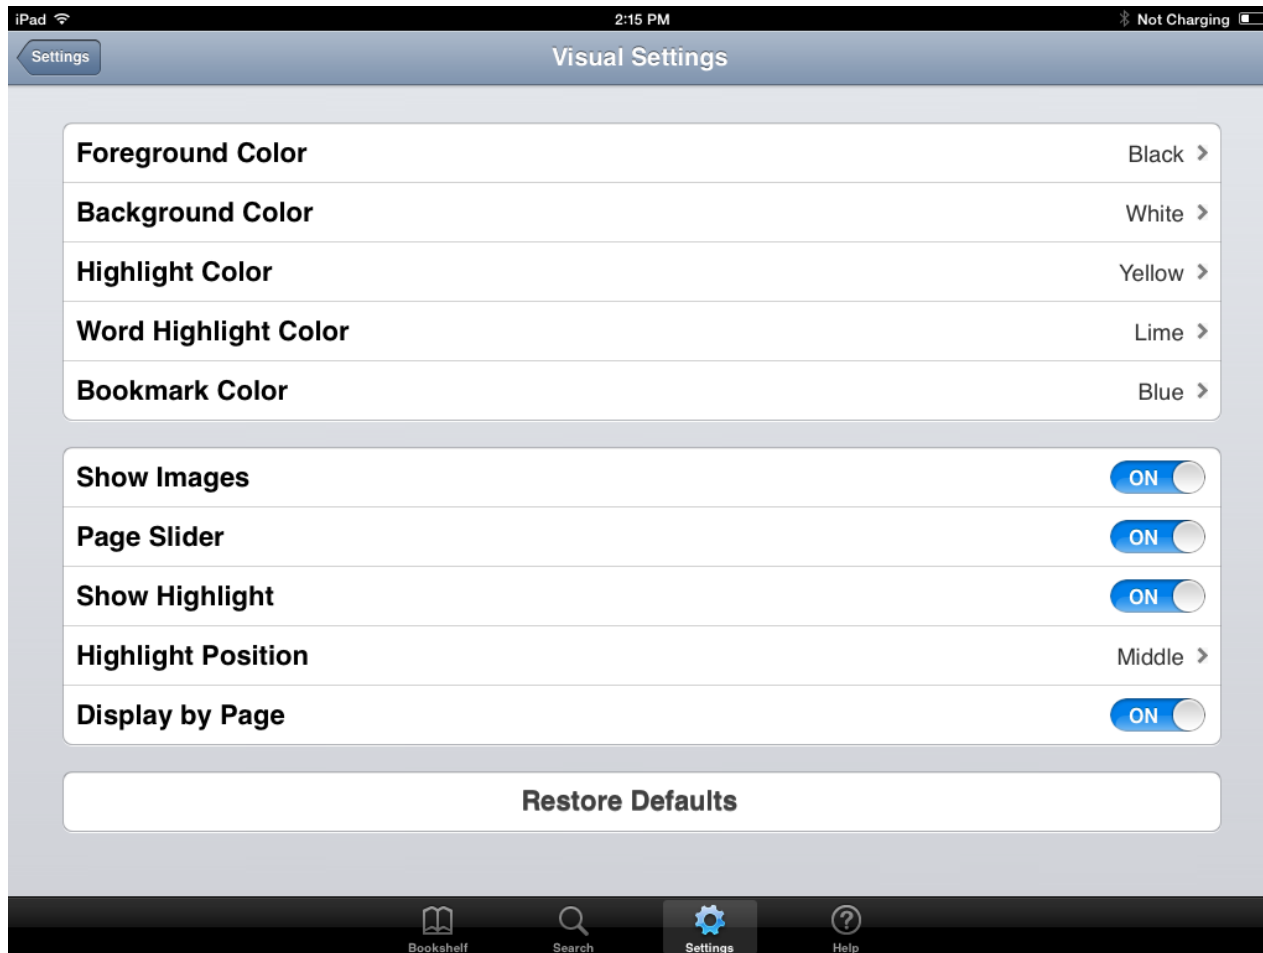 iPad 2:15 PM Not Charging
Settings Visual Settings
Foreground Color Black
Background Color White
Highlight Color Yellow
Word Highlight Color Lime
Bookmark Color Blue
Show Images ON
Page Slider ON
Show Highlight ON
Highlight Position Middle
Display by Page ON
Restore Defaults
Bookshelf Search Settings Help